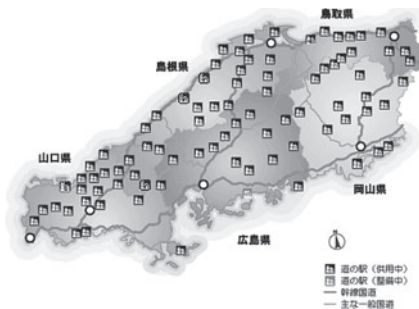 鳥取県
島根県
山口県
岡山県
広島県
道の駅（供用中）
道の駅（整備中）
幹線国道
主な一般国道